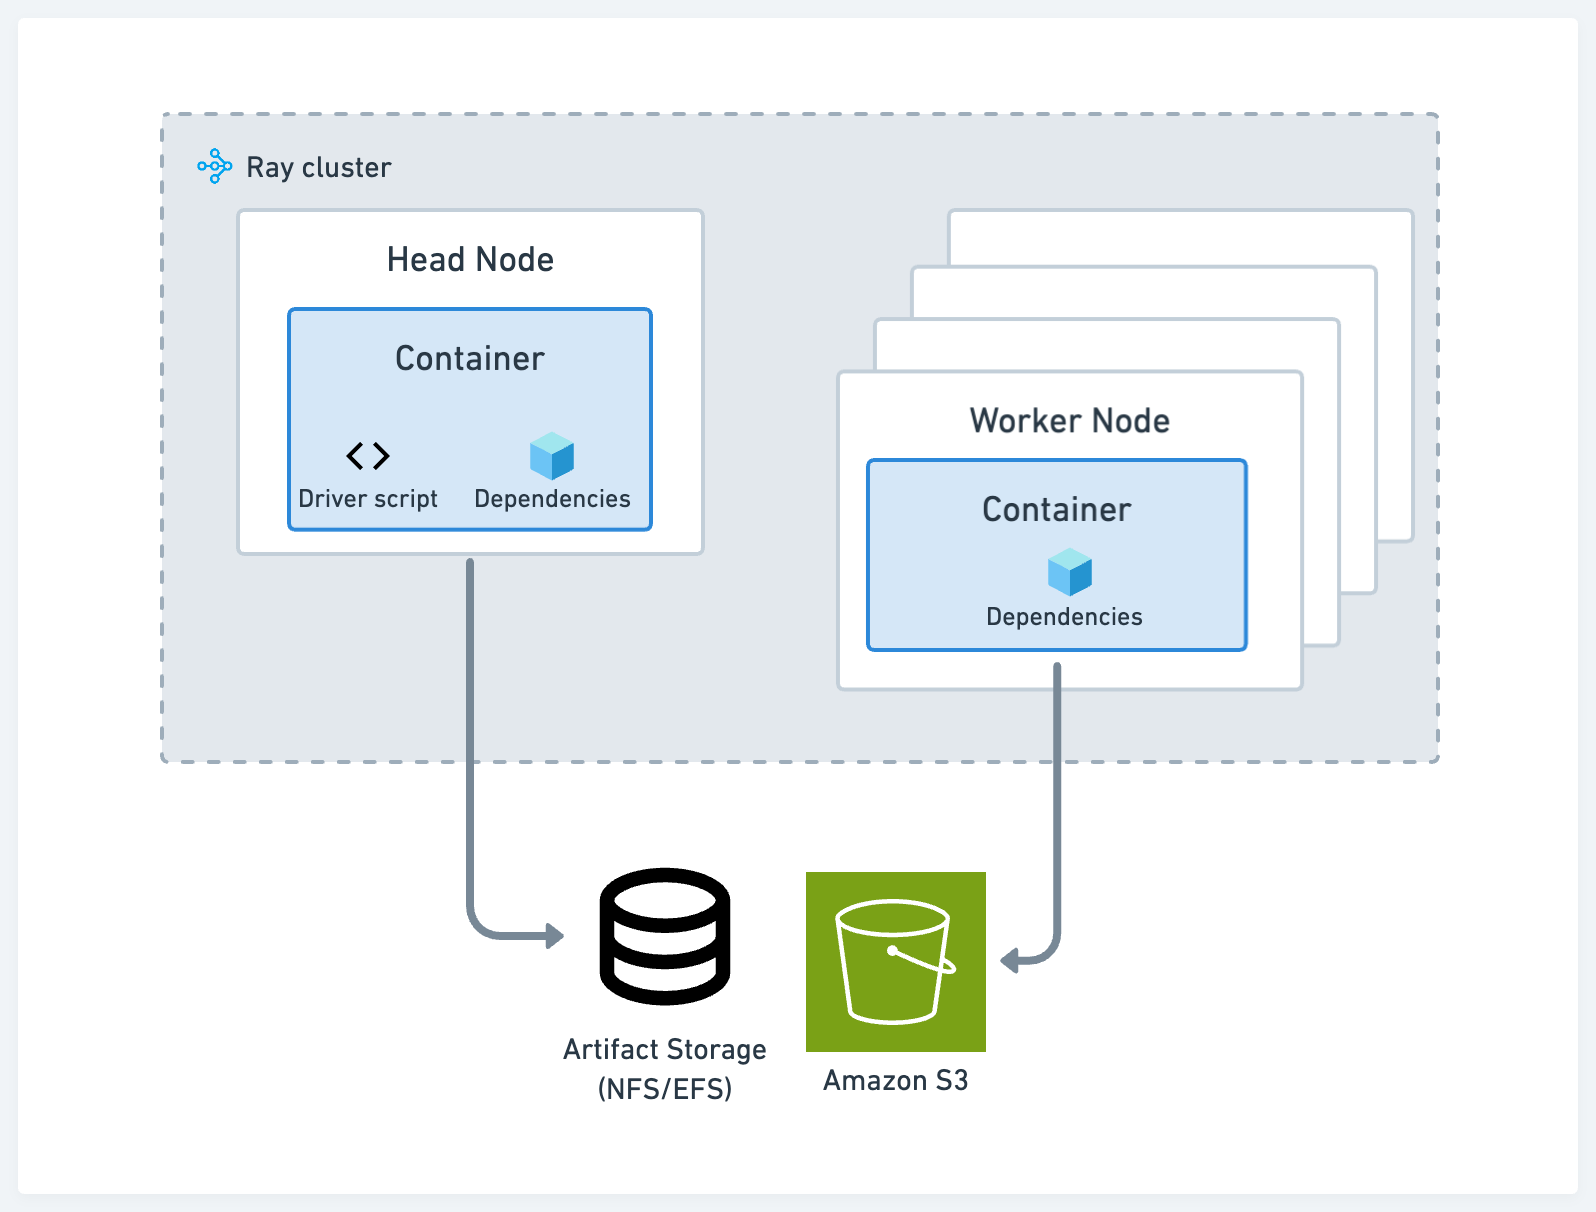 Ray cluster
Head Node
Container
Driver script
Dependencies
Worker Node
Container
Dependencies
Artifact Storage
(NFS/EFS)
Amazon S3